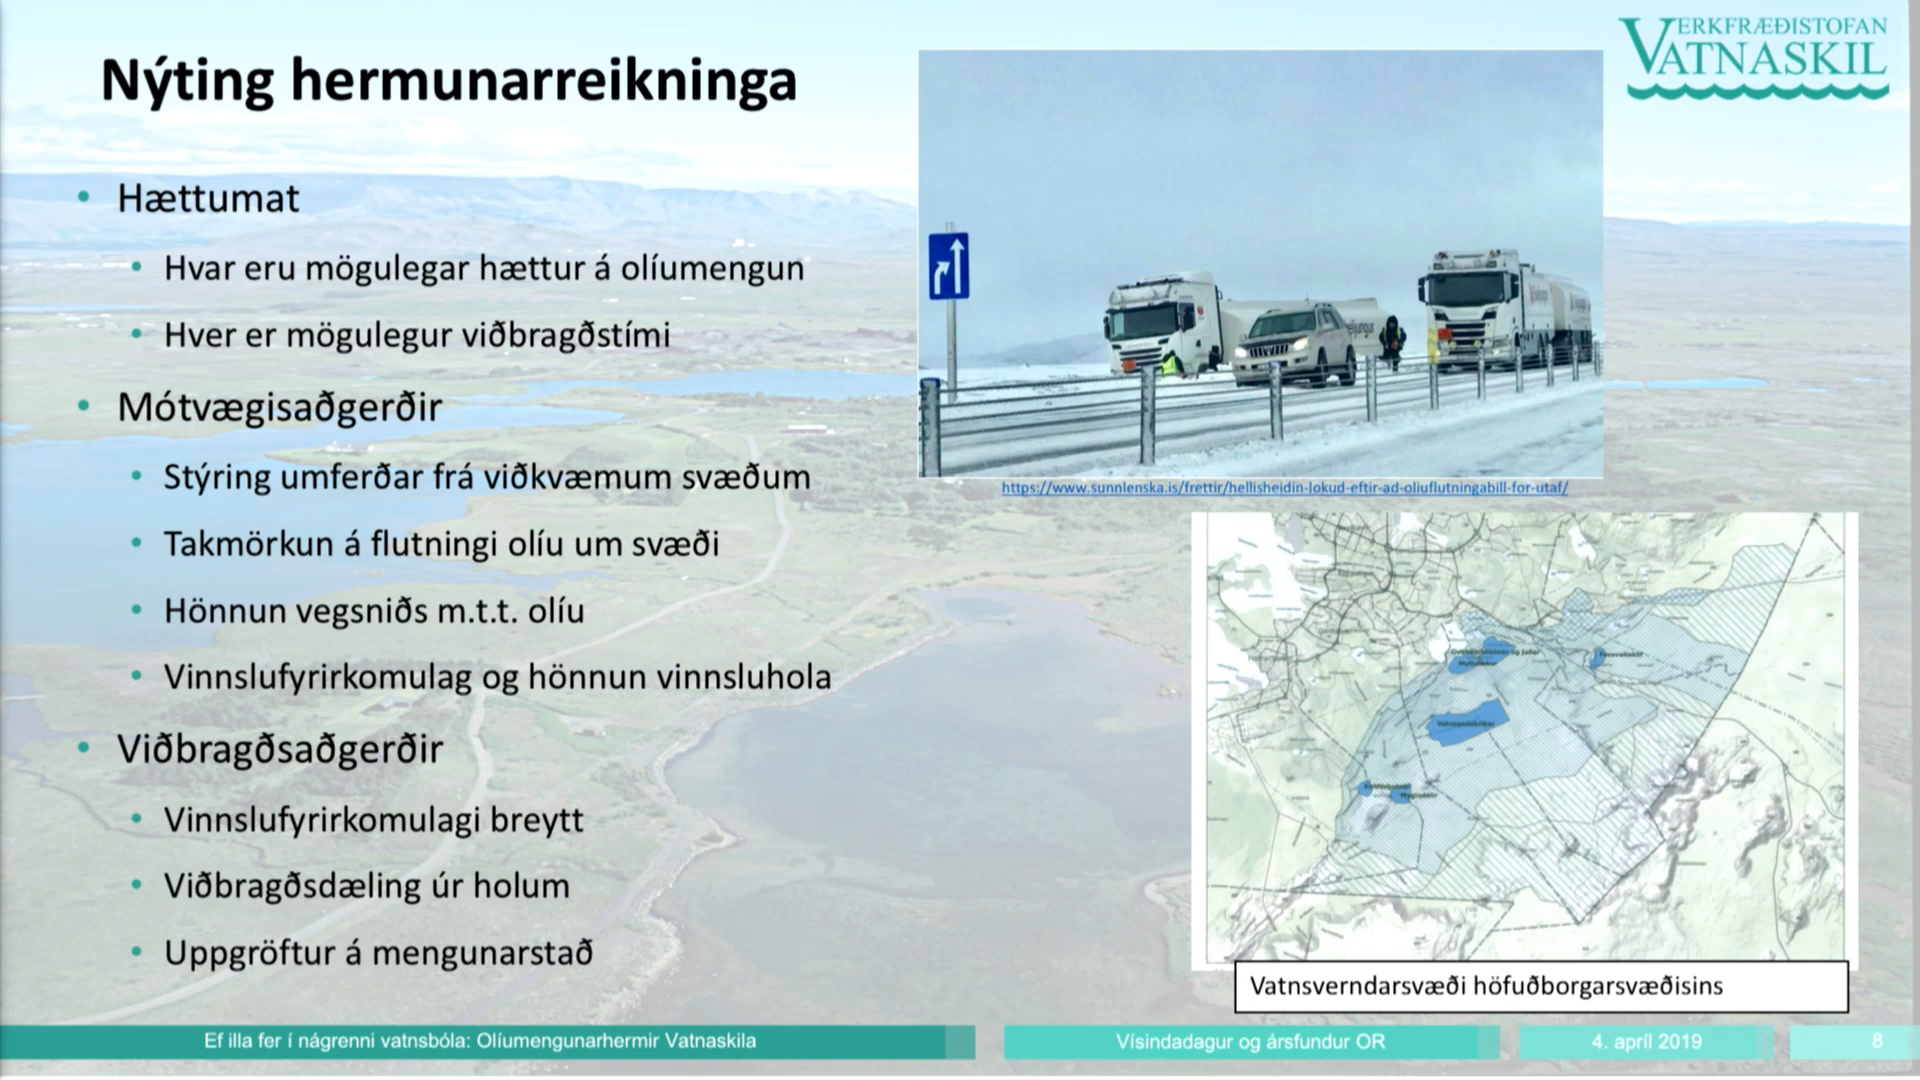 Nýting hermunarreikninga
VERKFRÆÐISTOFAN
VATNASKIL
• Hættumat
• Hvar eru mögulegar hættur á olíumengun
• Hver er mögulegur viðbragðstími
• Mótvægisaðgerðir
• Stýring umferðar frá viðkvæmum svæðum
• Takmörkun á flutningi olíu um svæði
• Hönnun vegsniðs m.t.t. olíu
• Vinnslufyrirkomulag og hönnun vinnsluhola
• Viðbragðsaðgerðir
• Vinnslufyrirkomulagi breytt
• Viðbragðsdæling úr holum
• Uppgröftur á mengunarstað
https://www.sunnlenska.is/frettir/hellisheidin-lokud-eftir-ad-oliuflutningabill-for-utaf/
Vatnsverndarsvæði höfuðborgarsvæðisins
Ef illa fer í nágrenni vatnsbóla: Olíumengunarhermir Vatnaskila
Vísindadagur og ársfundur OR
4. apríl 2019
8